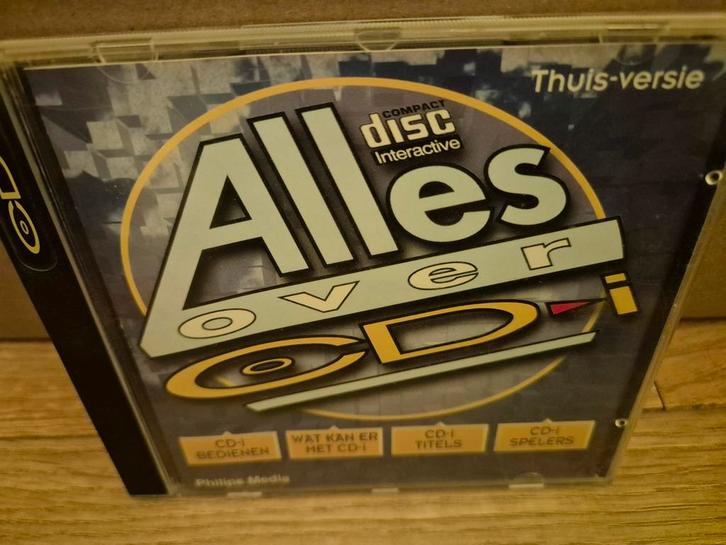 Thuis-versie
COMPACT
disc
Interactive
Alles
over
CD-i
CD-i
BEDIENEN
WAT KAN ER
MET CD-i
CD-i
TITELS
CD-i
SPELERS
Philips Media